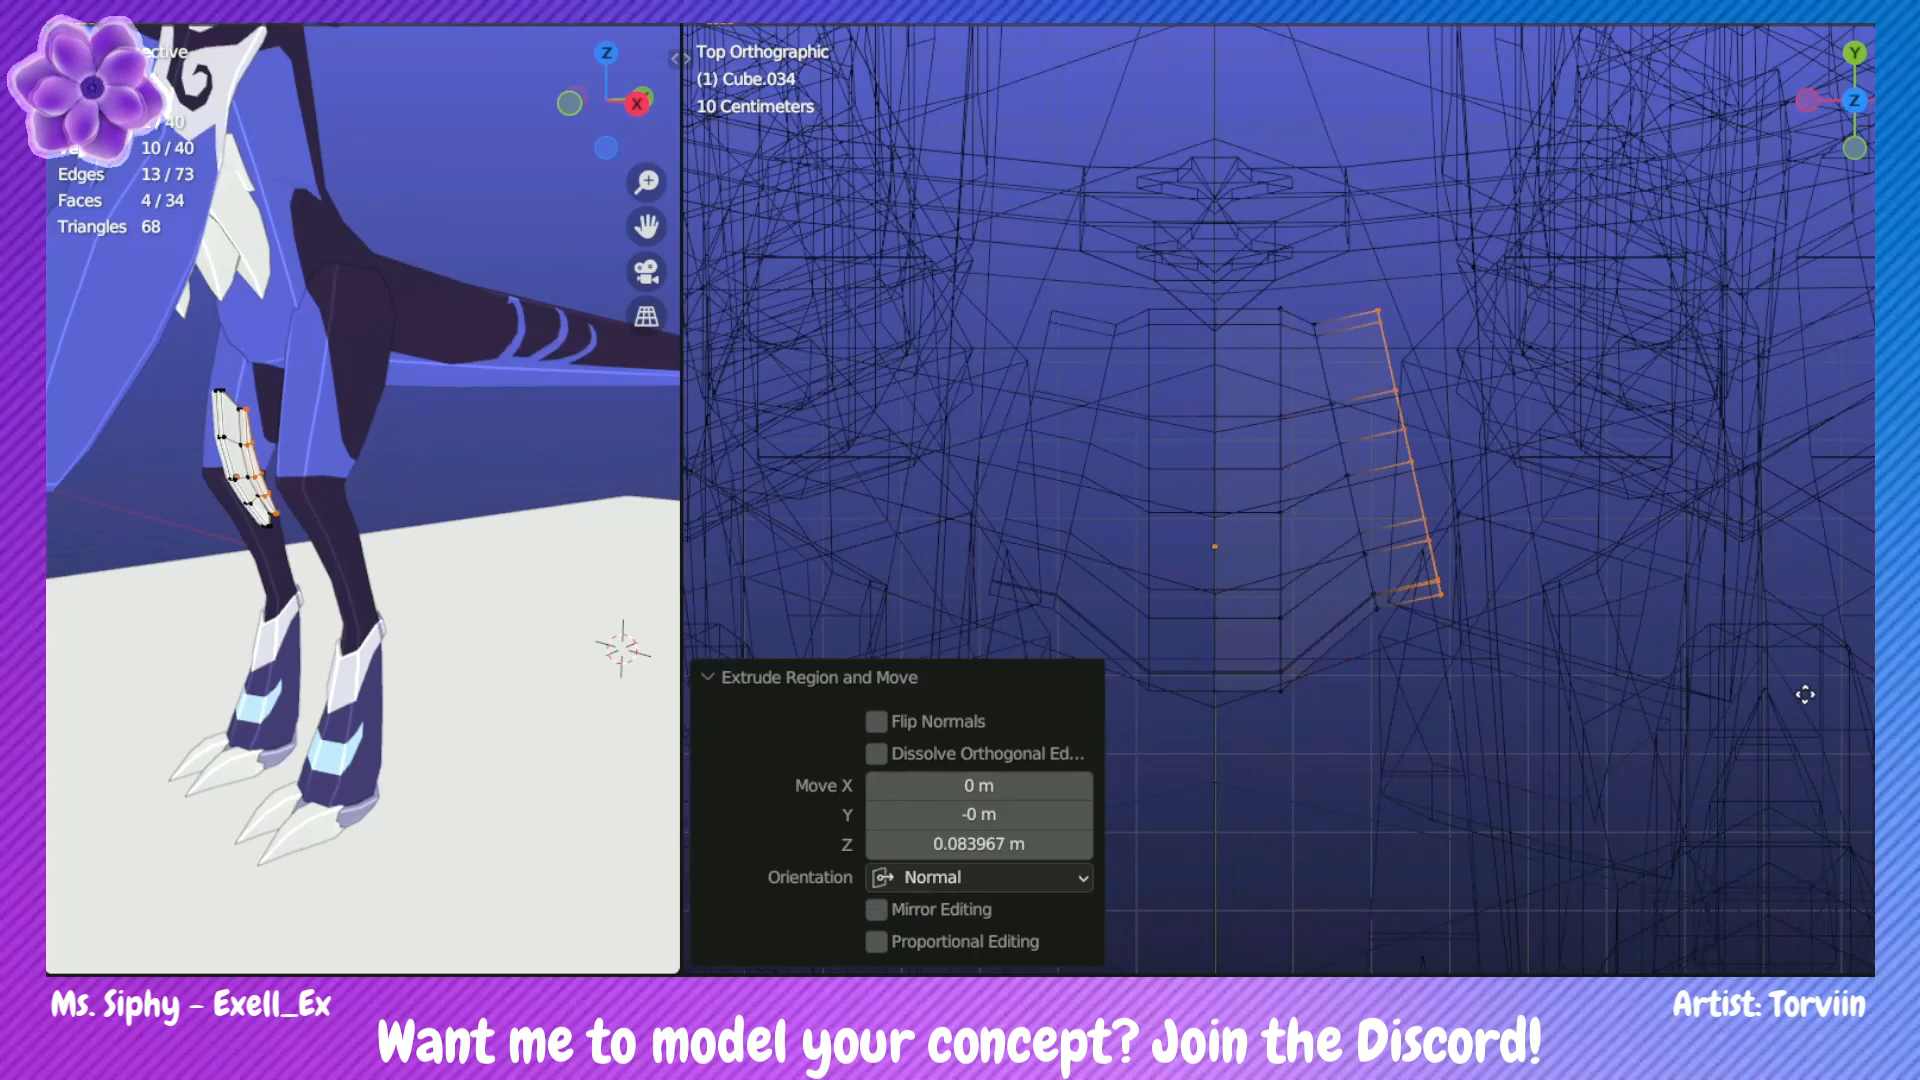 ective
/ 40
10 / 40
Edges 13 / 73
Faces 4 / 34
Triangles 68
Z
X
Top Orthographic
(1) Cube.034
10 Centimeters
Y
Z
Extrude Region and Move
Flip Normals
Dissolve Orthogonal Ed...
Move X 0 m
Y -0 m
Z 0.083967 m
Orientation Normal
Mirror Editing
Proportional Editing
Ms. Siphy - Exell_Ex
Artist: Torviin
Want me to model your concept? Join the Discord!